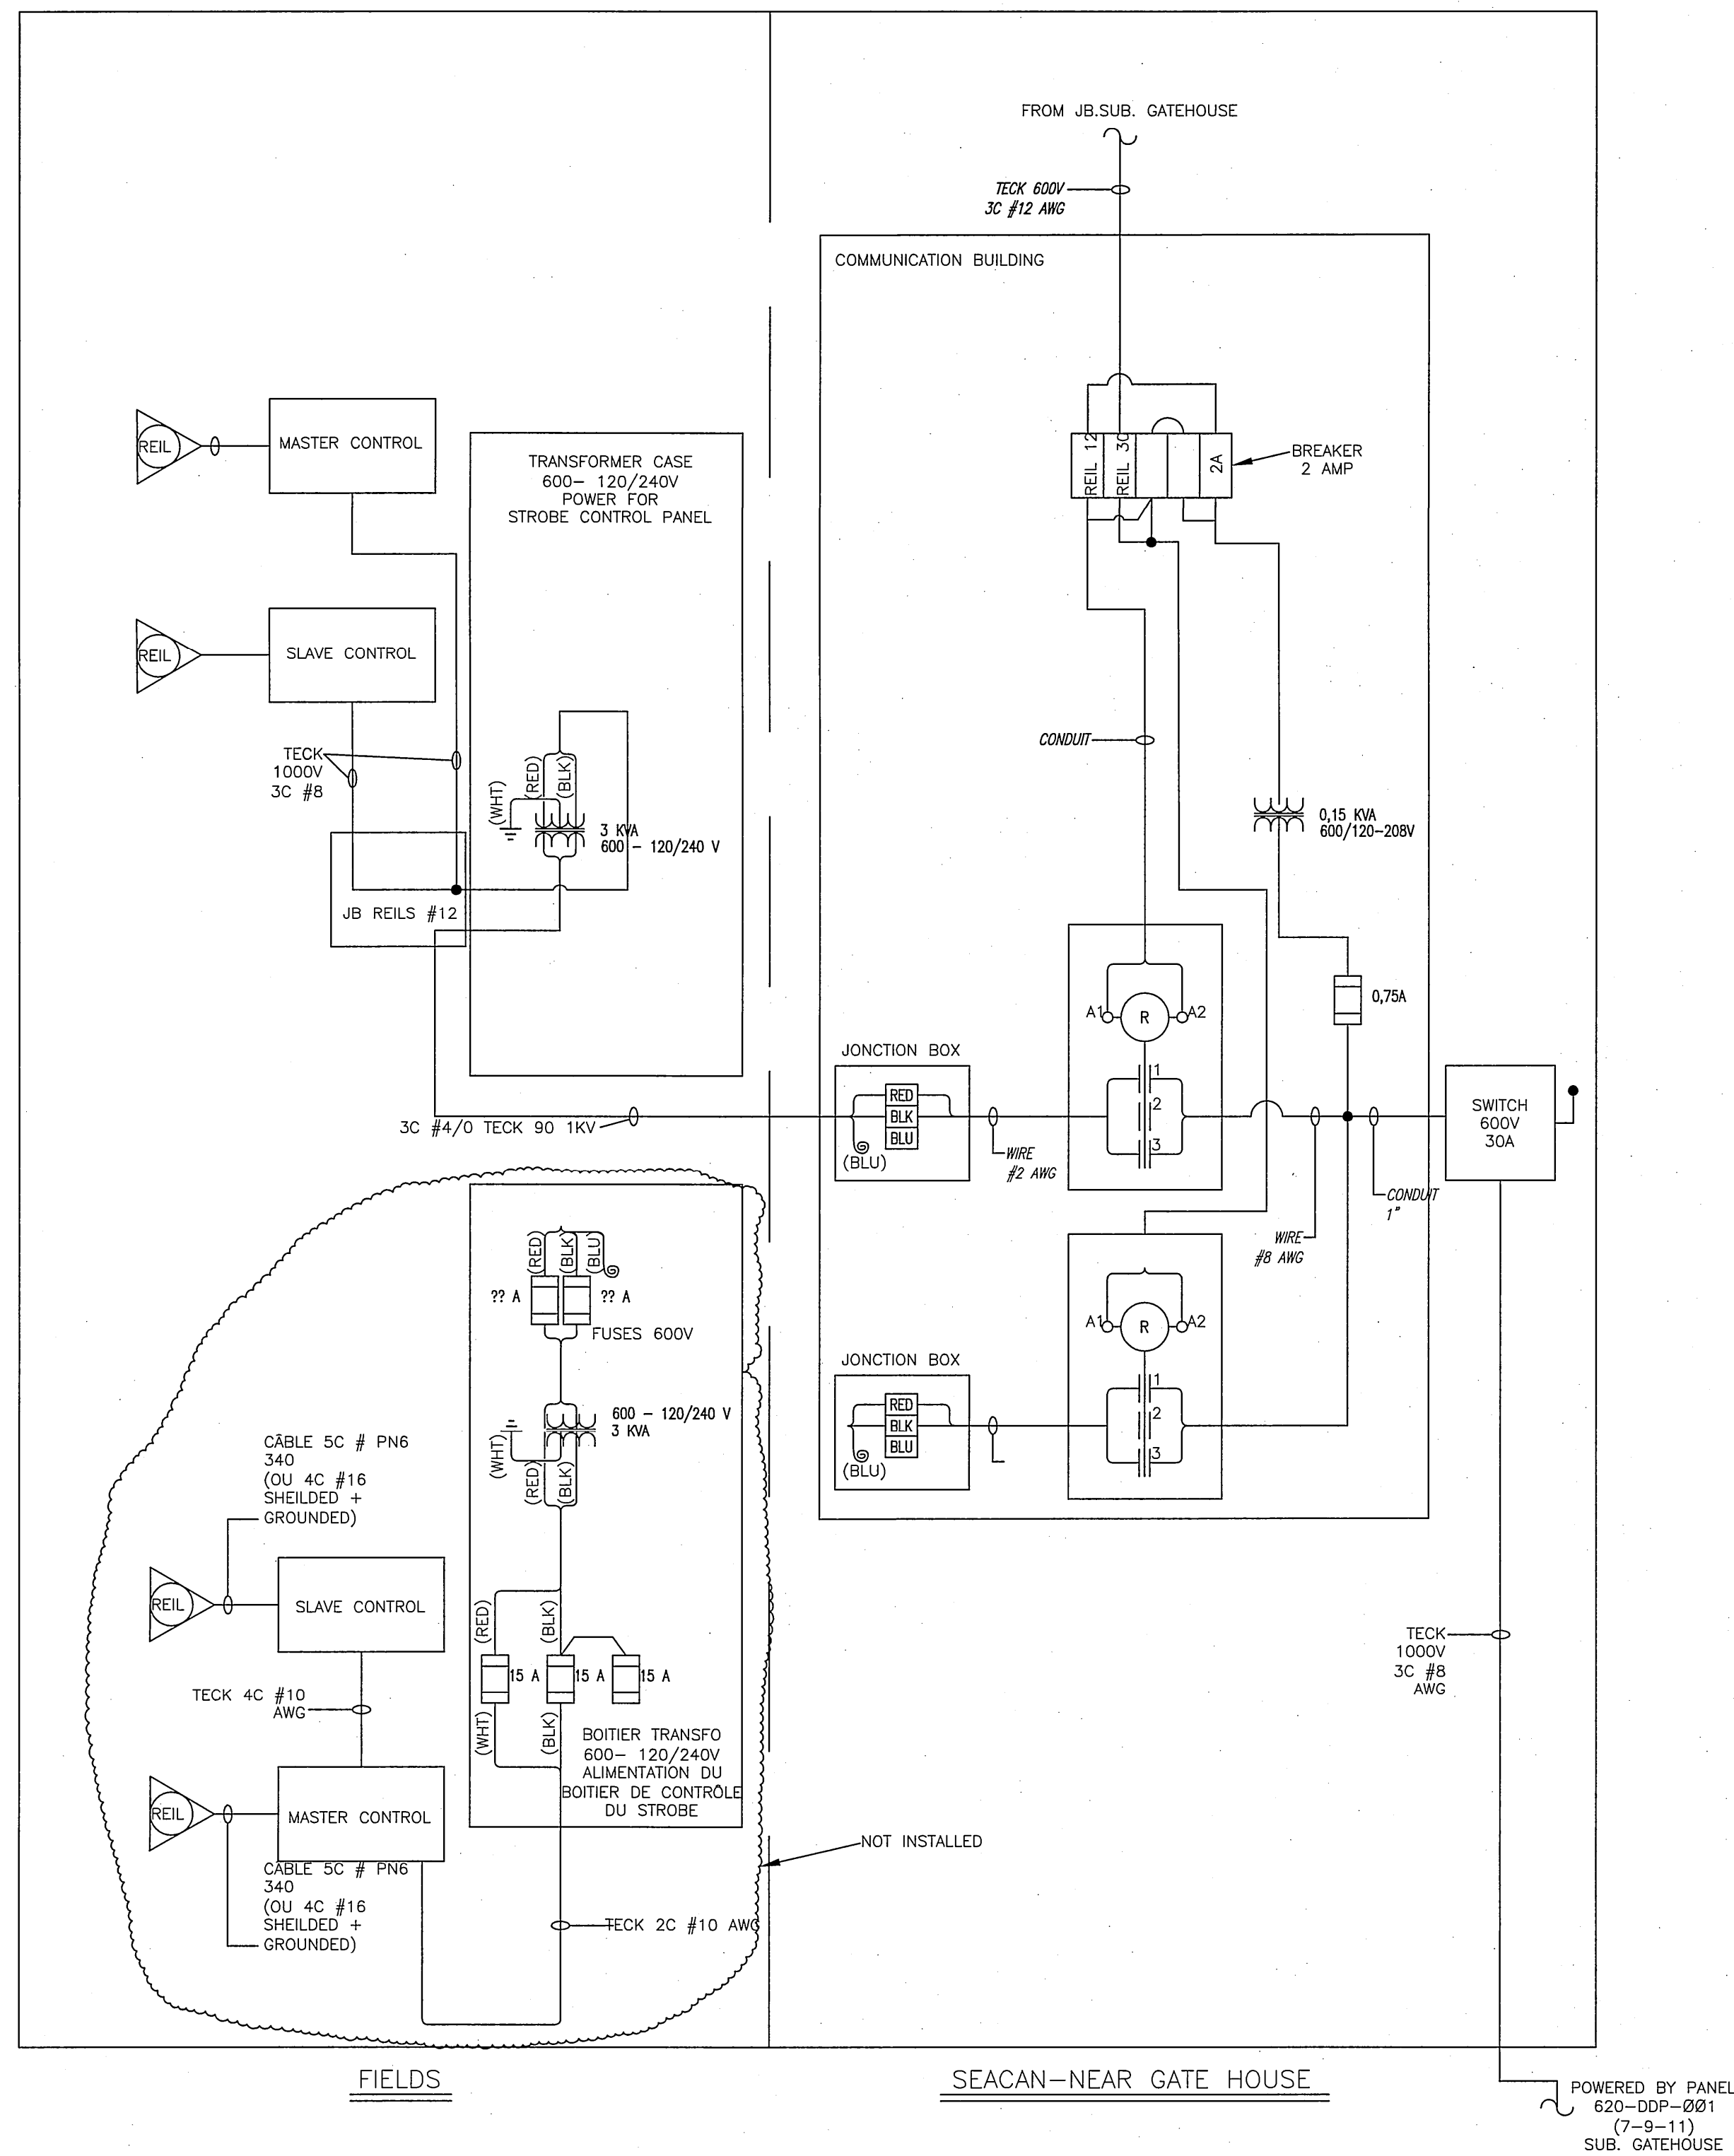 FROM JB.SUB. GATEHOUSE
TECK 600V
3C #12 AWG
COMMUNICATION BUILDING
REIL 12
REIL 30
2A
BREAKER
2 AMP
REIL
MASTER CONTROL
TRANSFORMER CASE
600- 120/240V
POWER FOR
STROBE CONTROL PANEL
REIL
SLAVE CONTROL
TECK
1000V
3C #8
(WHT)
(RED)
(BLK)
3 KVA
600 - 120/240 V
JB REILS #12
CONDUIT
0,15 KVA
600/120-208V
0,75A
A1
R
A2
1
2
3
JONCTION BOX
RED
BLK
BLU
(BLU)
WIRE
#2 AWG
3C #4/0 TECK 90 1KV
SWITCH
600V
30A
CONDUIT
1"
WIRE
#8 AWG
(RED)
(BLK)
(BLU)
?? A
?? A
FUSES 600V
A1
R
A2
1
2
3
JONCTION BOX
RED
BLK
BLU
(BLU)
600 - 120/240 V
3 KVA
(WHT)
(RED)
(BLK)
CÂBLE 5C # PN6
340
(OU 4C #16
SHEILDED +
GROUNDED)
REIL
SLAVE CONTROL
(RED)
(BLK)
15 A
15 A
15 A
(WHT)
(BLK)
TECK 4C #10
AWG
BOITIER TRANSFO
600- 120/240V
ALIMENTATION DU
BOITIER DE CONTRÔLE
DU STROBE
REIL
MASTER CONTROL
CÂBLE 5C # PN6
340
(OU 4C #16
SHEILDED +
GROUNDED)
NOT INSTALLED
TECK 2C #10 AWG
TECK
1000V
3C #8
AWG
FIELDS
SEACAN-NEAR GATE HOUSE
POWERED BY PANEL
620-DDP-ØØ1
(7-9-11)
SUB. GATEHOUSE